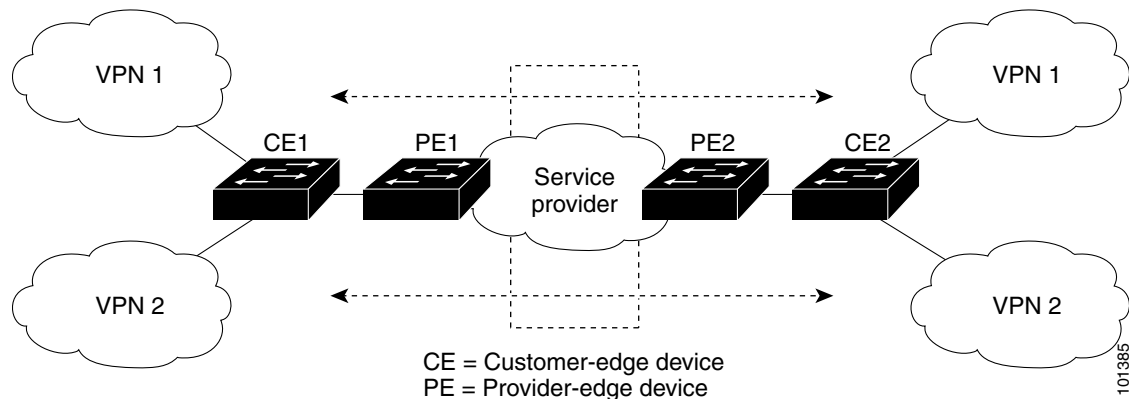 VPN 1
VPN 1
CE1
PE1
PE2
CE2
Service
provider
VPN 2
VPN 2
CE = Customer-edge device
PE = Provider-edge device
101385